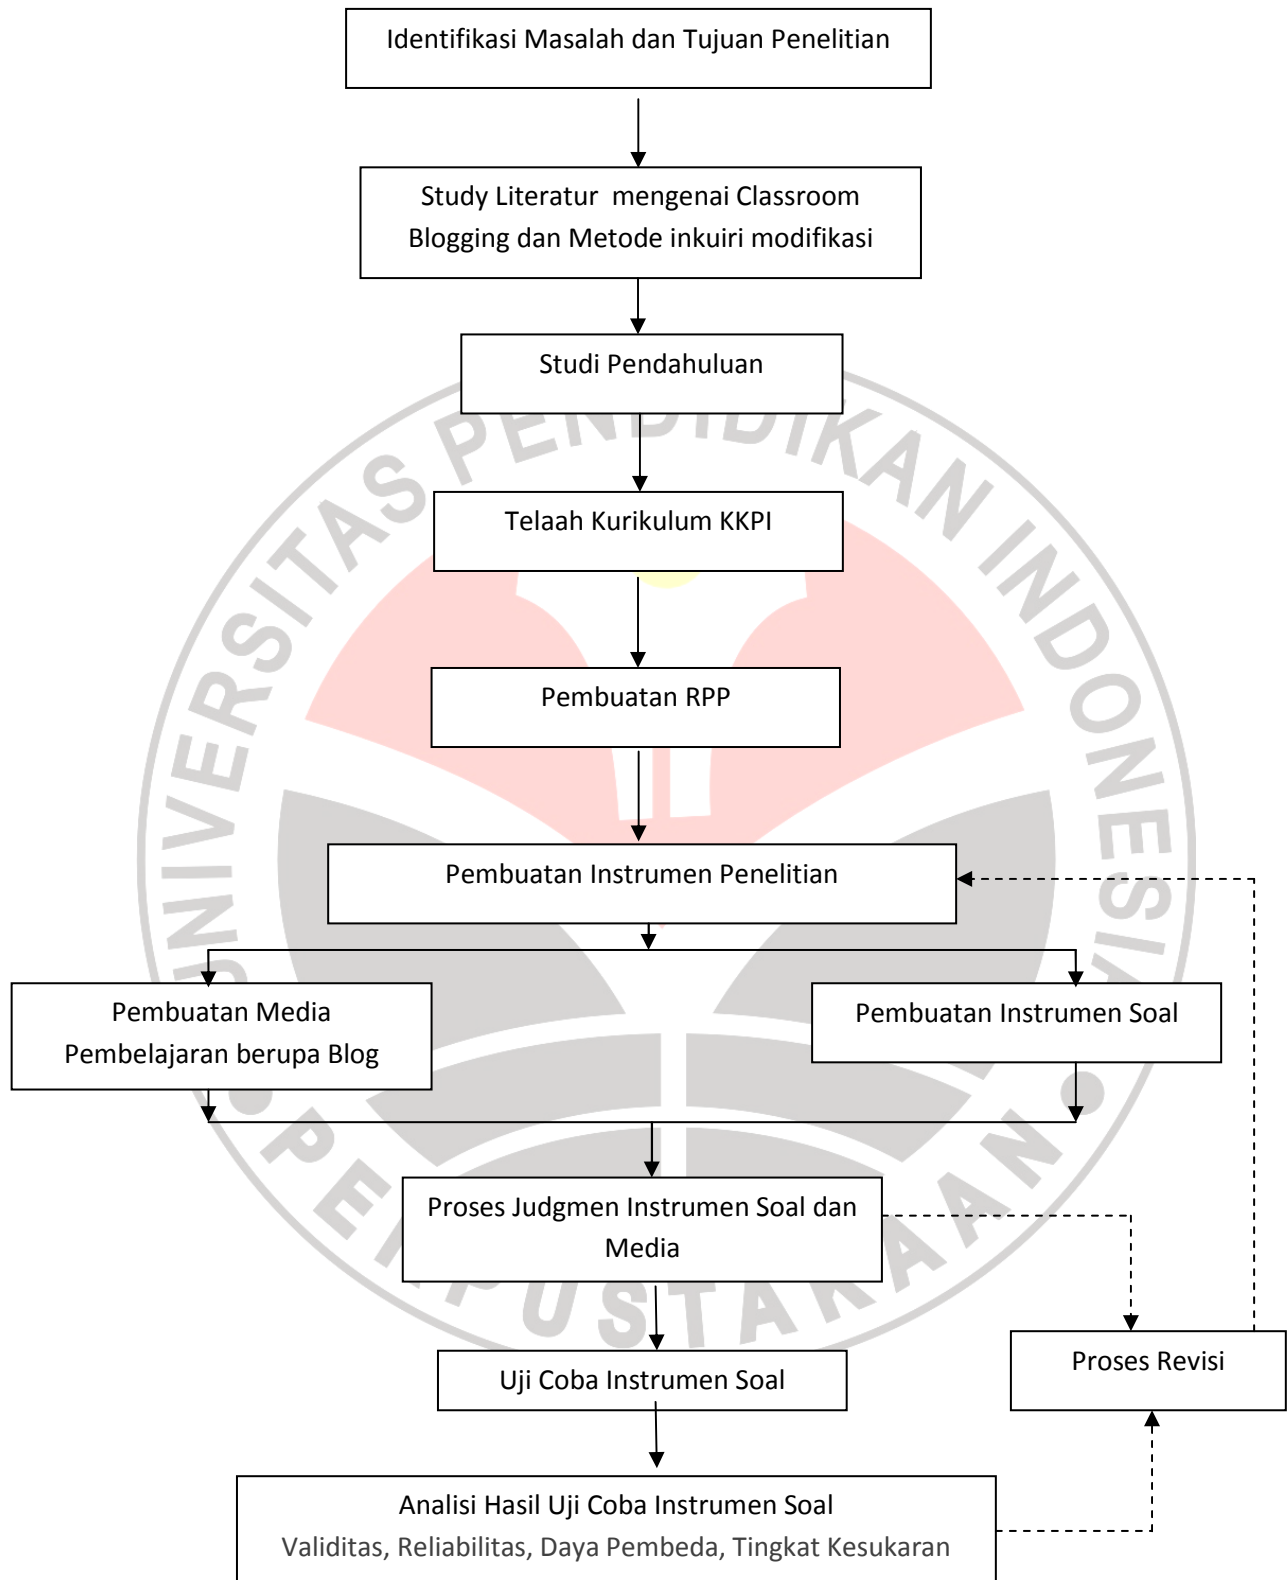 Identifikasi Masalah dan Tujuan Penelitian
Study Literatur mengenai Classroom
Blogging dan Metode inkuiri modifikasi
Studi Pendahuluan
UNIVERSITAS PENDIDIKAN INDONESIA
Telaah Kurikulum KKPI
Pembuatan RPP
Pembuatan Instrumen Penelitian
Pembuatan Media
Pembelajaran berupa Blog
Pembuatan Instrumen Soal
PERPUSTAKAAN
Proses Judgmen Instrumen Soal dan
Media
Uji Coba Instrumen Soal
Proses Revisi
Analisi Hasil Uji Coba Instrumen Soal
Validitas, Reliabilitas, Daya Pembeda, Tingkat Kesukaran